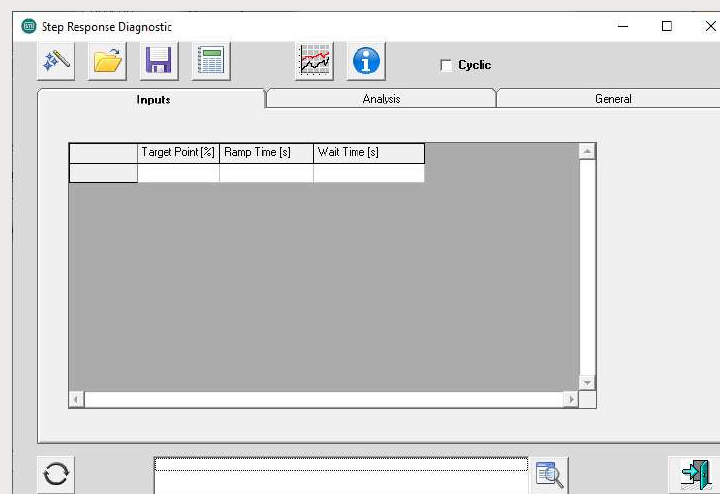 Step Response Diagnostic
Cyclic
Inputs Analysis General
Target Point [%] Ramp Time [s] Wait Time [s]